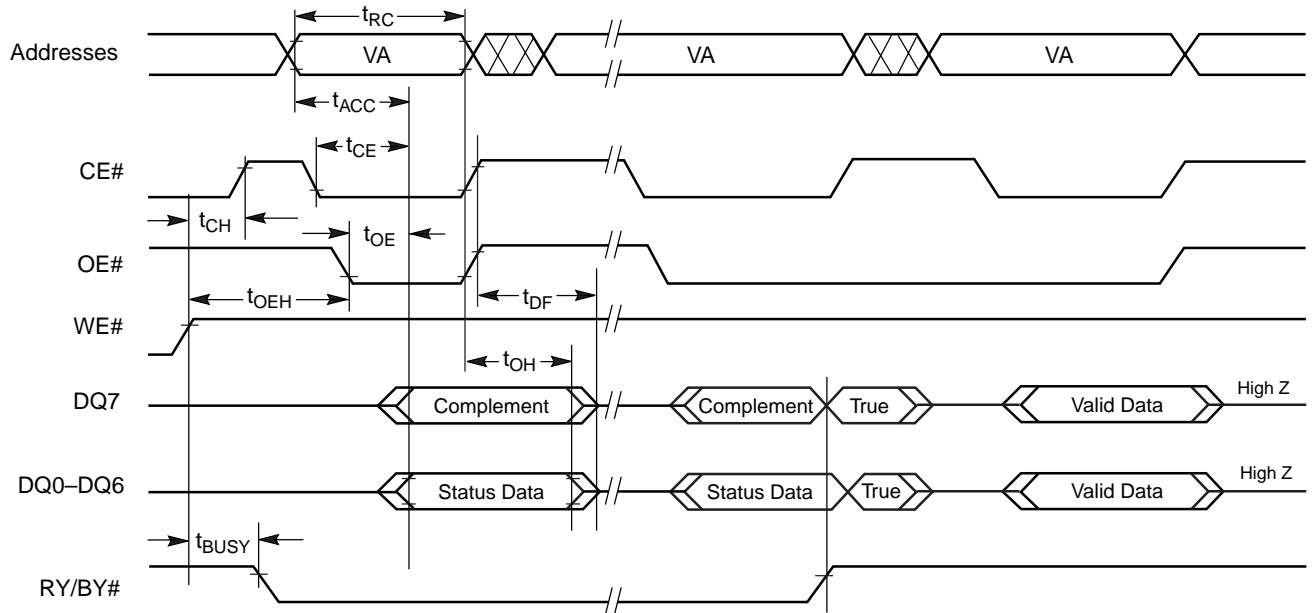 tRC
Addresses VA VA VA
tACC
tCE
CE#
tCH
tOE
OE#
tOEH tDF
WE#
tOH
DQ7 Complement Complement True Valid Data High Z
DQ0–DQ6 Status Data Status Data True Valid Data High Z
tBUSY
RY/BY#